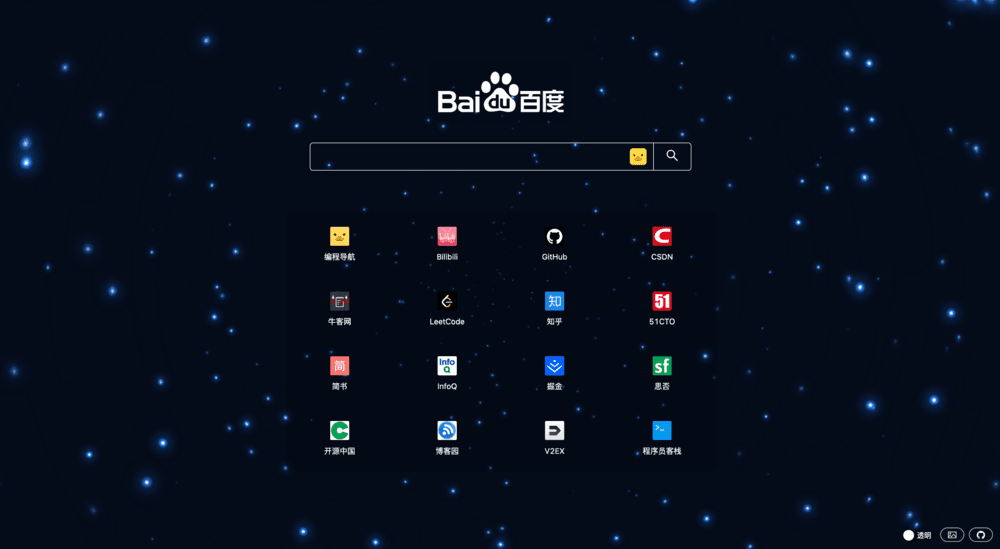 Bai du 百度
编程导航
bilibili
Bilibili
GitHub
C
CSDN
牛客网
LeetCode
知
知乎
51
51CTO
简
简书
Info
Q
InfoQ
掘金
sf
思否
开源中国
博客园
V2EX
>_
程序员客栈
透明